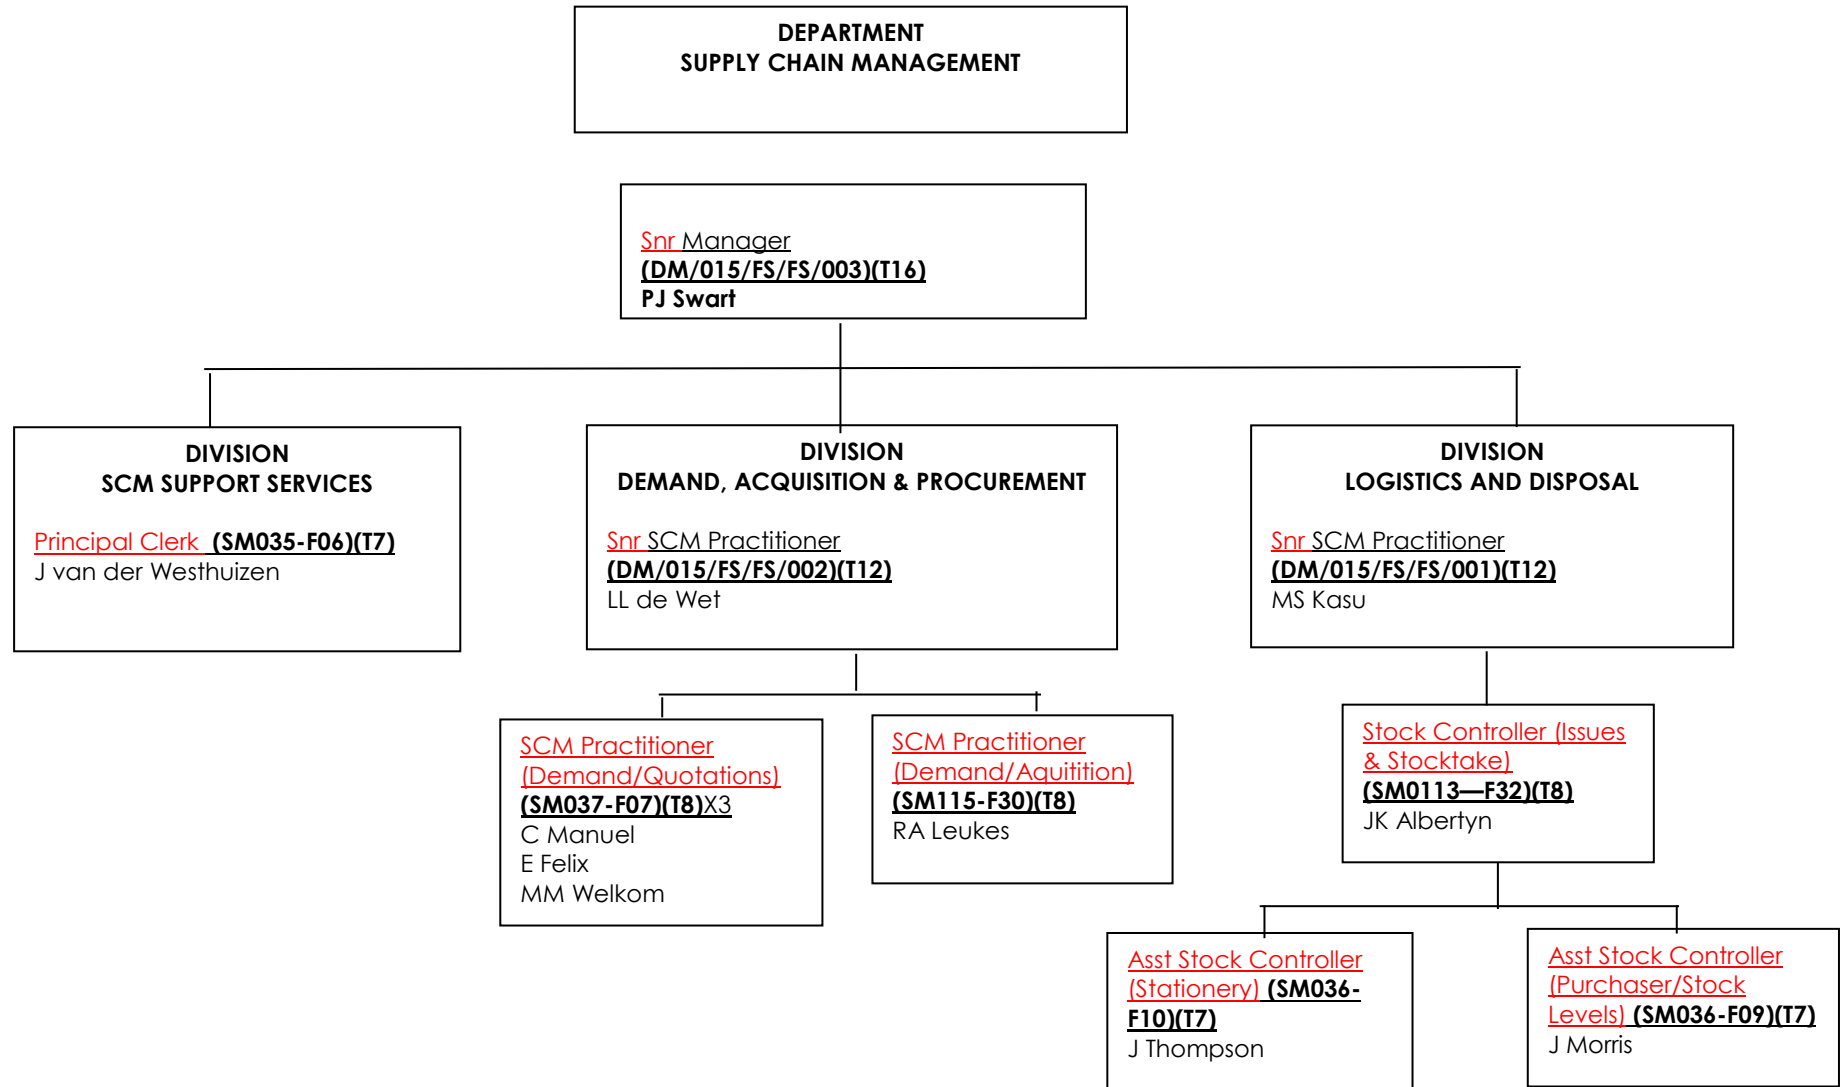 DEPARTMENT
SUPPLY CHAIN MANAGEMENT
Snr Manager
(DM/015/FS/FS/003)(T16)
PJ Swart
DIVISION
SCM SUPPORT SERVICES
Principal Clerk (SM035-F06)(T7)
J van der Westhuizen
DIVISION
DEMAND, ACQUISITION & PROCUREMENT
Snr SCM Practitioner
(DM/015/FS/FS/002)(T12)
LL de Wet
DIVISION
LOGISTICS AND DISPOSAL
Snr SCM Practitioner
(DM/015/FS/FS/001)(T12)
MS Kasu
SCM Practitioner
(Demand/Quotations)
(SM037-F07)(T8)X3
C Manuel
E Felix
MM Welkom
SCM Practitioner
(Demand/Aquitition)
(SM115-F30)(T8)
RA Leukes
Stock Controller (Issues
& Stocktake)
(SM0113—F32)(T8)
JK Albertyn
Asst Stock Controller
(Stationery) (SM036-
F10)(T7)
J Thompson
Asst Stock Controller
(Purchaser/Stock
Levels) (SM036-F09)(T7)
J Morris